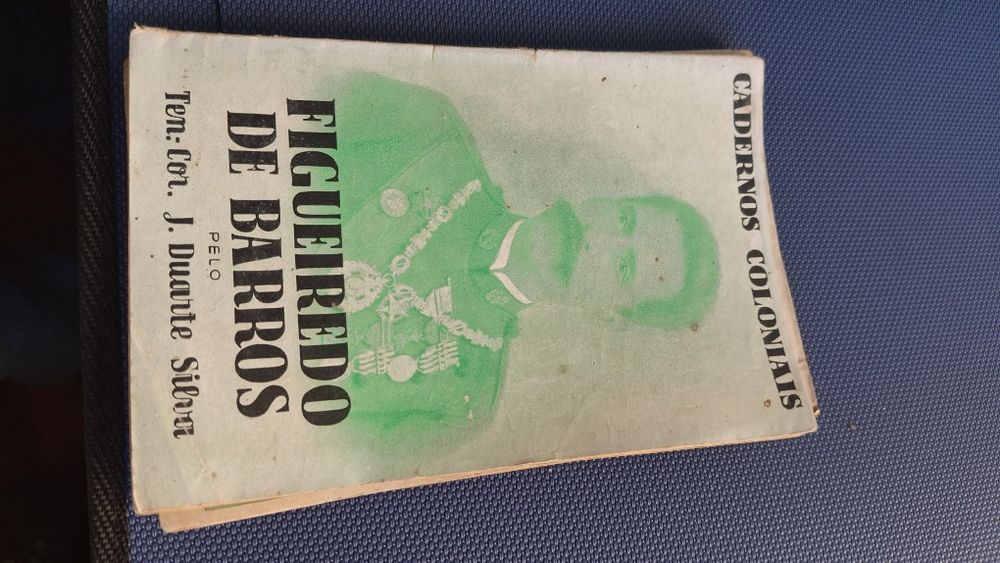 CADERNOS COLONIAIS
FIGUEIREDO
DE BARROS
PELO
Ten.-Cor. J. Duarte Silva